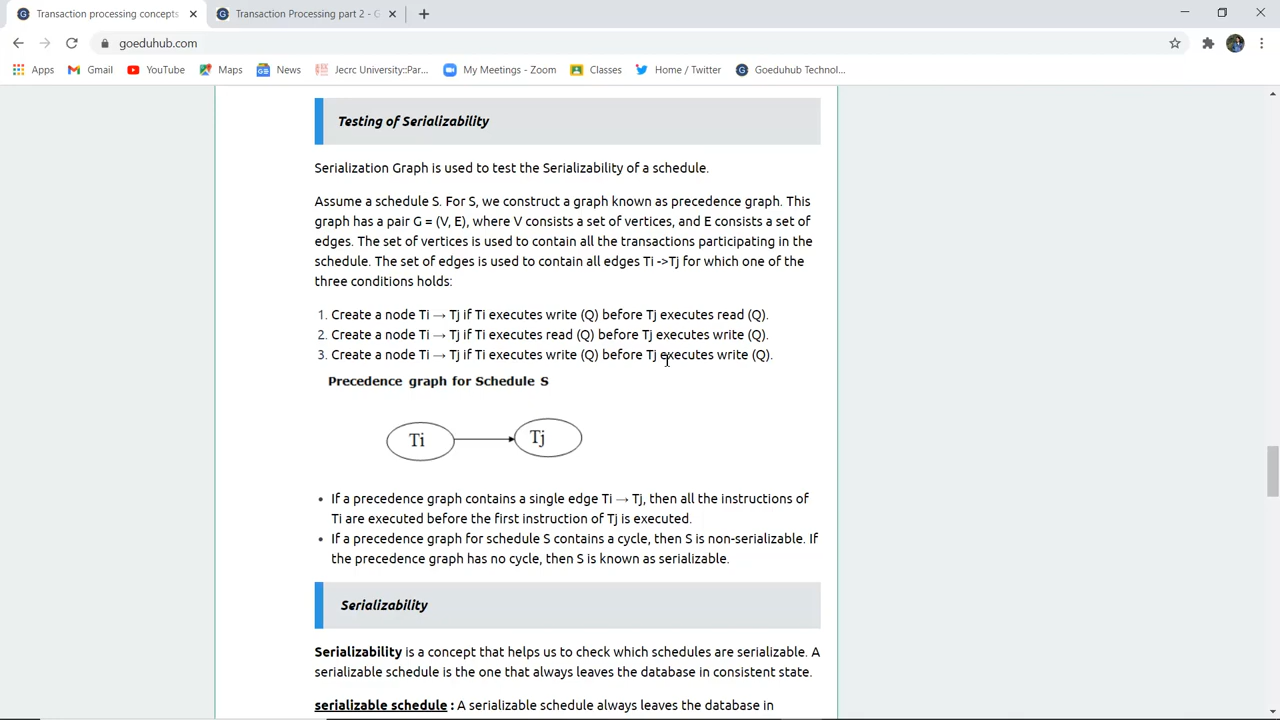 Transaction processing concepts
Transaction Processing part 2 - G
goeduhub.com
Apps
Gmail
YouTube
Maps
News
Jecrc University::Par...
My Meetings - Zoom
Classes
Home / Twitter
Goeduhub Technol...
Testing of Serializability
Serialization Graph is used to test the Serializability of a schedule.
Assume a schedule S. For S, we construct a graph known as precedence graph. This
graph has a pair G = (V, E), where V consists a set of vertices, and E consists a set of
edges. The set of vertices is used to contain all the transactions participating in the
schedule. The set of edges is used to contain all edges Ti ->Tj for which one of the
three conditions holds:
1. Create a node Ti → Tj if Ti executes write (Q) before Tj executes read (Q).
2. Create a node Ti → Tj if Ti executes read (Q) before Tj executes write (Q).
3. Create a node Ti → Tj if Ti executes write (Q) before Tj executes write (Q).
Precedence graph for Schedule S
Ti
Tj
• If a precedence graph contains a single edge Ti → Tj, then all the instructions of
Ti are executed before the first instruction of Tj is executed.
• If a precedence graph for schedule S contains a cycle, then S is non-serializable. If
the precedence graph has no cycle, then S is known as serializable.
Serializability
Serializability is a concept that helps us to check which schedules are serializable. A
serializable schedule is the one that always leaves the database in consistent state.
serializable schedule : A serializable schedule always leaves the database in